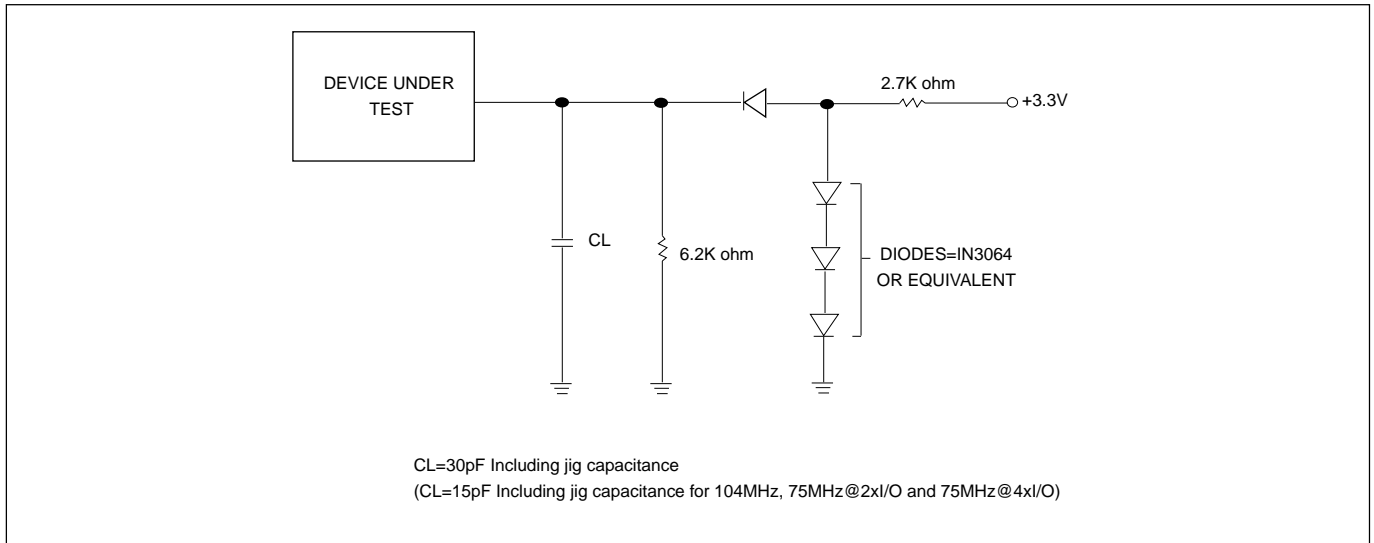 DEVICE UNDER
TEST
2.7K ohm
+3.3V
CL
6.2K ohm
DIODES=IN3064
OR EQUIVALENT
CL=30pF Including jig capacitance
(CL=15pF Including jig capacitance for 104MHz, 75MHz@2xI/O and 75MHz@4xI/O)